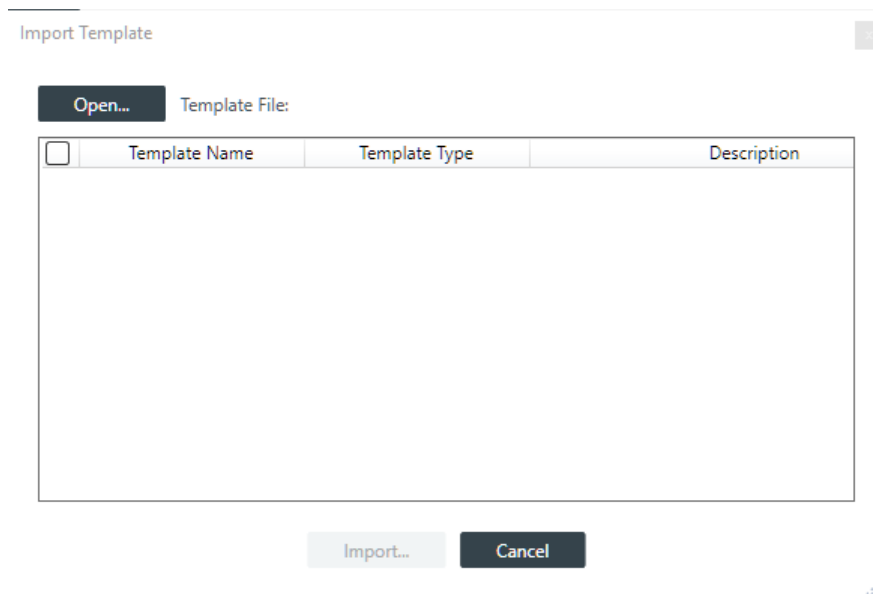 Import Template
Open... Template File:
Template Name Template Type Description
Import... Cancel